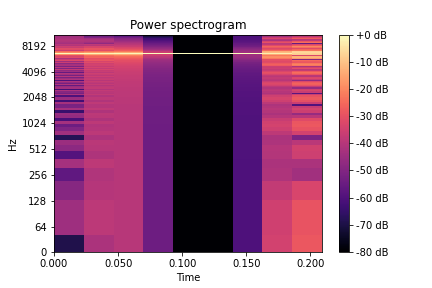 Power spectrogram
Hz
8192
4096
2048
1024
512
256
128
64
0
0.000
0.050
0.100
0.150
0.200
Time
+0 dB
-10 dB
-20 dB
-30 dB
-40 dB
-50 dB
-60 dB
-70 dB
-80 dB